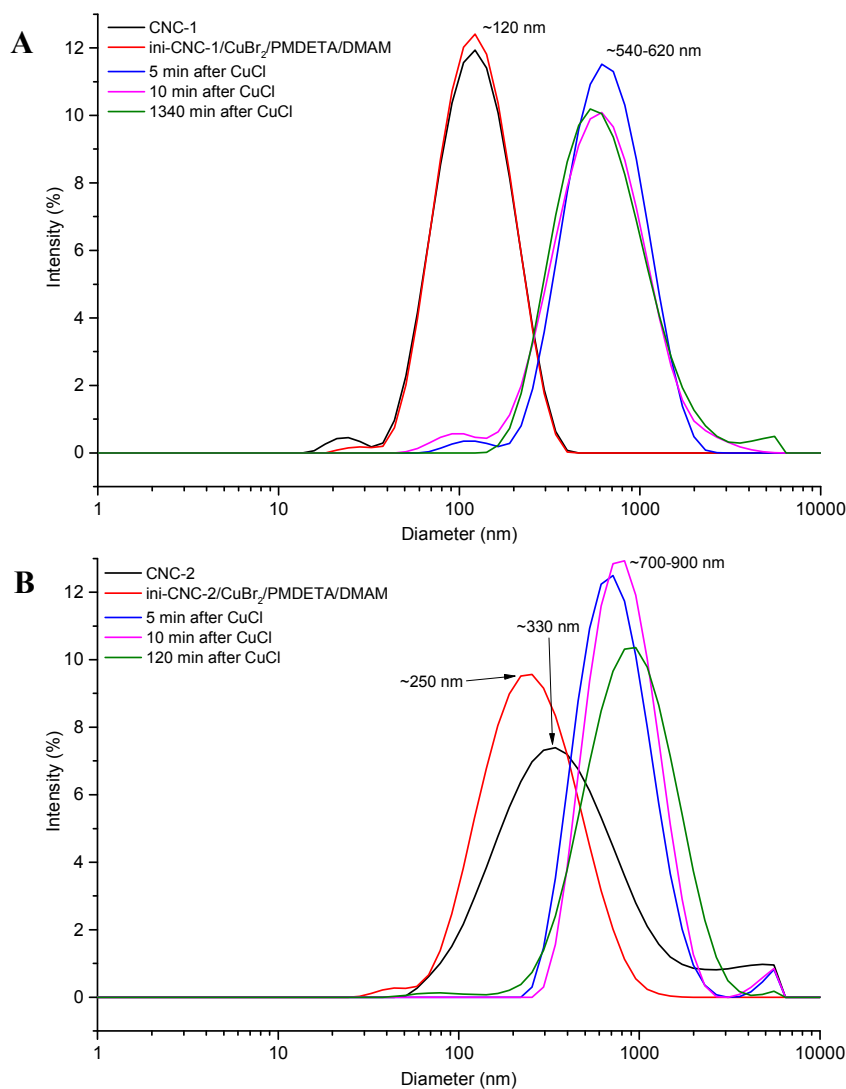 A
CNC-1
ini-CNC-1/CuBr₂/PMDETA/DMAM
5 min after CuCl
10 min after CuCl
1340 min after CuCl
~120 nm
~540-620-nm
12
10
8
6
4
2
0
Intensity (%)
1
10
100
1000
10000
Diameter (nm)
B
CNC-2
ini-CNC-2/CuBr₂/PMDETA/DMAM
5 min after CuCl
10 min after CuCl
120 min after CuCl
~700-900 nm
~330 nm
~250 nm
12
10
8
6
4
2
0
Intensity (%)
1
10
100
1000
10000
Diameter (nm)